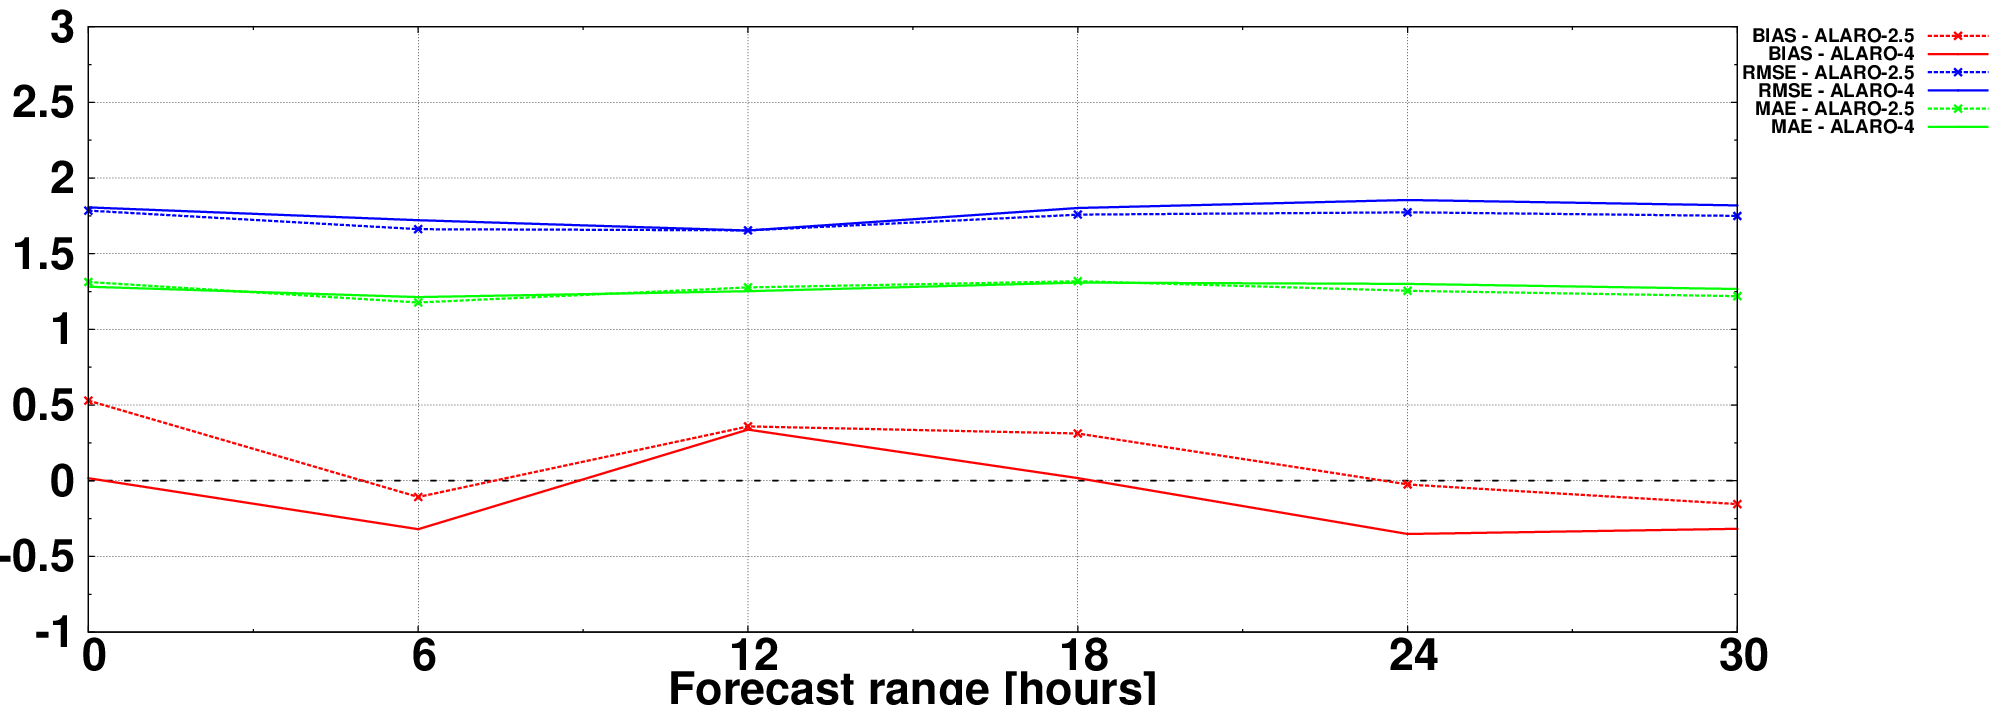 3
2.5
2
1.5
1
0.5
0
-0.5
-1
0 6 12 18 24 30
Forecast range [hours]
BIAS - ALARO-2.5
BIAS - ALARO-4
RMSE - ALARO-2.5
RMSE - ALARO-4
MAE - ALARO-2.5
MAE - ALARO-4